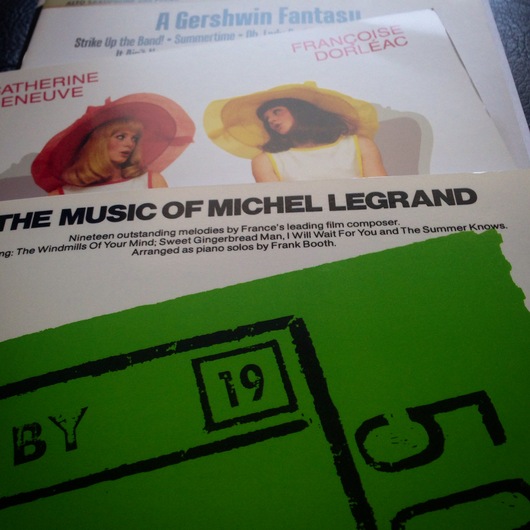 A Gershwin Fantasy
Strike Up the Band! • Summertime •
FRANÇOISE
DORLÉAC
ATHERINE
ENEUVE
THE MUSIC OF MICHEL LEGRAND
Nineteen outstanding melodies by France's leading film composer.
ng: The Windmills Of Your Mind; Sweet Gingerbread Man, I Will Wait For You and The Summer Knows.
Arranged as piano solos by Frank Booth.
19
BY
5